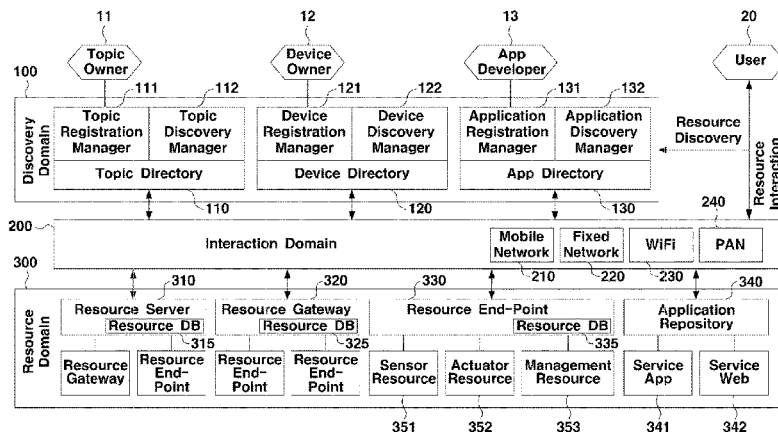 11
12
13
20
Topic
Owner
Device
Owner
App
Developer
User
100
111
112
121
122
131
132
Discovery
Domain
Topic
Registration
Manager
Topic
Discovery
Manager
Device
Registration
Manager
Device
Discovery
Manager
Application
Registration
Manager
Application
Discovery
Manager
Resource
Discovery
Resource
Interaction
Topic Directory
Device Directory
App Directory
110
120
130
240
200
Interaction Domain
Mobile
Network
Fixed
Network
WiFi
PAN
210
220
230
300
310
320
330
340
Resource
Domain
Resource Server
Resource DB
Resource Gateway
Resource DB
Resource End-Point
Resource DB
Application
Repository
315
325
335
Resource
Gateway
Resource
End-
Point
Resource
End-
Point
Resource
End-
Point
Sensor
Resource
Actuator
Resource
Management
Resource
Service
App
Service
Web
351
352
353
341
342